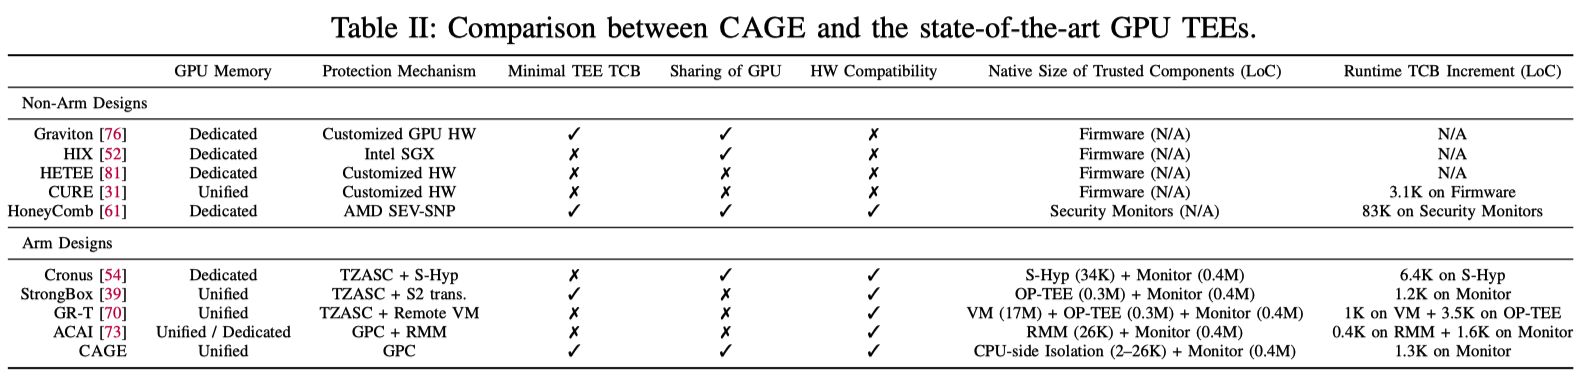 Table II: Comparison between CAGE and the state-of-the-art GPU TEEs.
GPU Memory Protection Mechanism Minimal TEE TCB Sharing of GPU HW Compatibility Native Size of Trusted Components (LoC) Runtime TCB Increment (LoC)
Non-Arm Designs
Graviton [76] Dedicated Customized GPU HW ✓ ✓ ✗ Firmware (N/A) N/A
HIX [52] Dedicated Intel SGX ✗ ✓ ✗ Firmware (N/A) N/A
HETEE [81] Dedicated Customized HW ✗ ✗ ✗ Firmware (N/A) N/A
CURE [31] Unified Customized HW ✗ ✗ ✗ Firmware (N/A) 3.1K on Firmware
HoneyComb [61] Dedicated AMD SEV-SNP ✓ ✓ ✓ Security Monitors (N/A) 83K on Security Monitors
Arm Designs
Cronus [54] Dedicated TZASC + S-Hyp ✗ ✓ ✓ S-Hyp (34K) + Monitor (0.4M) 6.4K on S-Hyp
StrongBox [39] Unified TZASC + S2 trans. ✓ ✗ ✓ OP-TEE (0.3M) + Monitor (0.4M) 1.2K on Monitor
GR-T [70] Unified TZASC + Remote VM ✗ ✗ ✓ VM (17M) + OP-TEE (0.3M) + Monitor (0.4M) 1K on VM + 3.5K on OP-TEE
ACAI [73] Unified / Dedicated GPC + RMM ✗ ✗ ✓ RMM (26K) + Monitor (0.4M) 0.4K on RMM + 1.6K on Monitor
CAGE Unified GPC ✓ ✓ ✓ CPU-side Isolation (2–26K) + Monitor (0.4M) 1.3K on Monitor